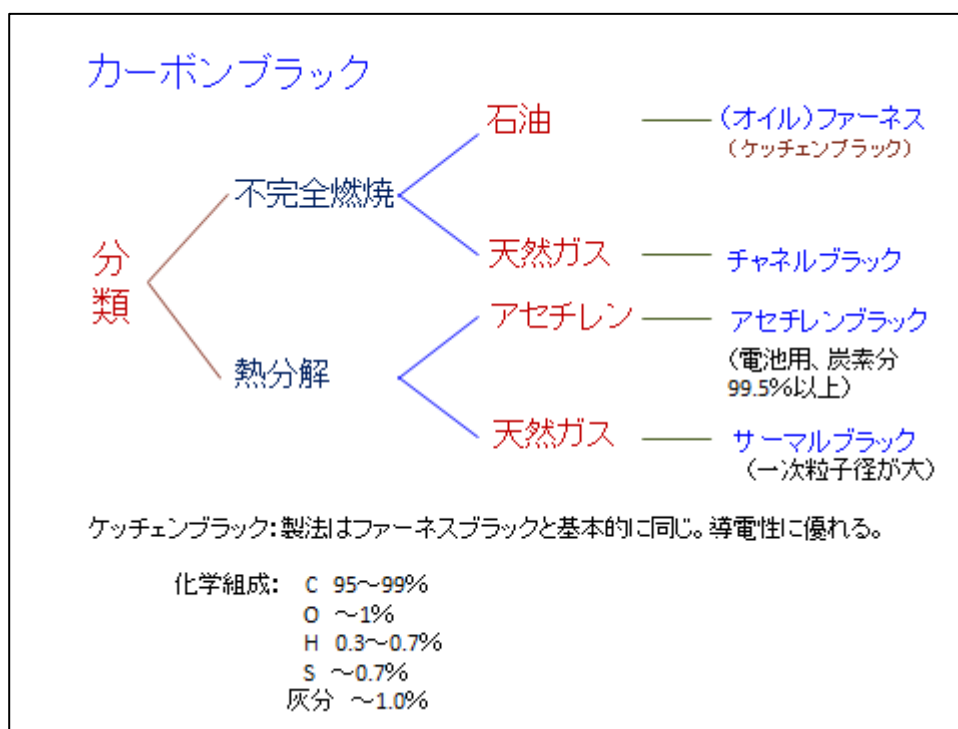 カーボンブラック
石油
(オイル)ファーネス
(ケッチェンブラック)
不完全燃焼
天然ガス
チャネルブラック
分
類
アセチレン
アセチレンブラック
(電池用、炭素分
99.5%以上)
熱分解
天然ガス
サーマルブラック
(一次粒子径が大)
ケッチェンブラック:製法はファーネスブラックと基本的に同じ。導電性に優れる。
化学組成: C 95~99%
O ~1%
H 0.3~0.7%
S ~0.7%
灰分 ~1.0%